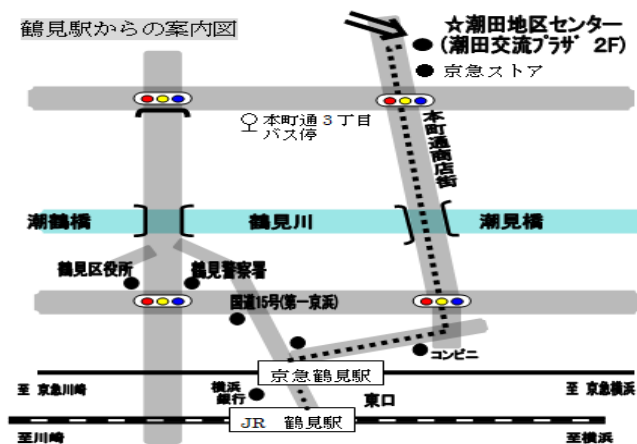 鶴見駅からの案内図
☆潮田地区センター
(潮田交流プラザ 2F)
京急ストア
本町通3丁目
バス停
本町通商店街
潮鶴橋
鶴見川
潮見橋
鶴見区役所
鶴見警察署
国道15号(第一京浜)
コンビニ
京急鶴見駅
至 京急川崎
至 京急横浜
横浜
銀行
東口
JR 鶴見駅
至川崎
至横浜